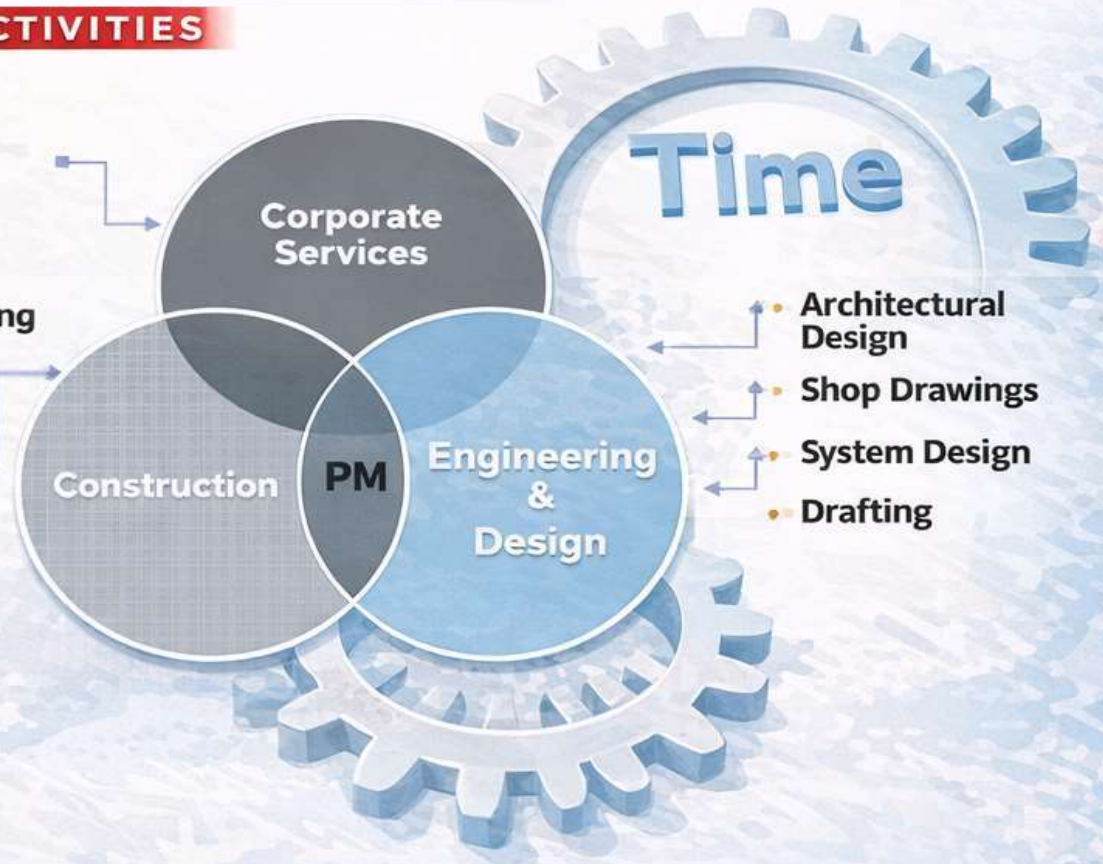 CTIVITIES
Time
Corporate
Services
ng
Construction
PM
Engineering
&
Design
Architectural
Design
Shop Drawings
System Design
Drafting